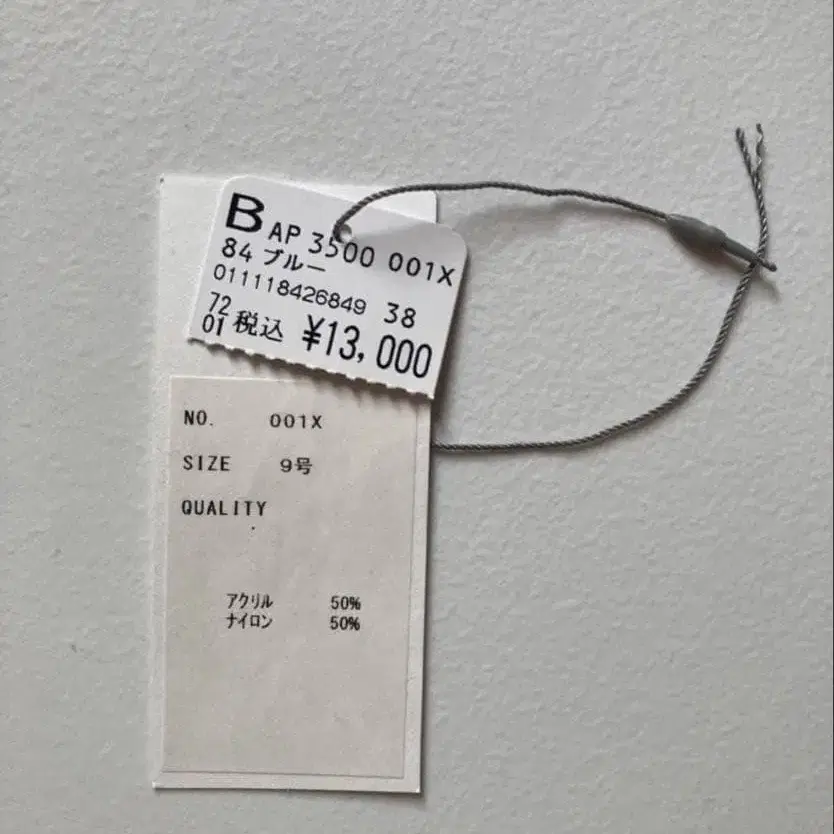 B AP 3500 001X
84 ブルー
011118426849 38
72
01 税込 ¥13,000
NO. 001X
SIZE 9号
QUALITY
アクリル 50%
ナイロン 50%